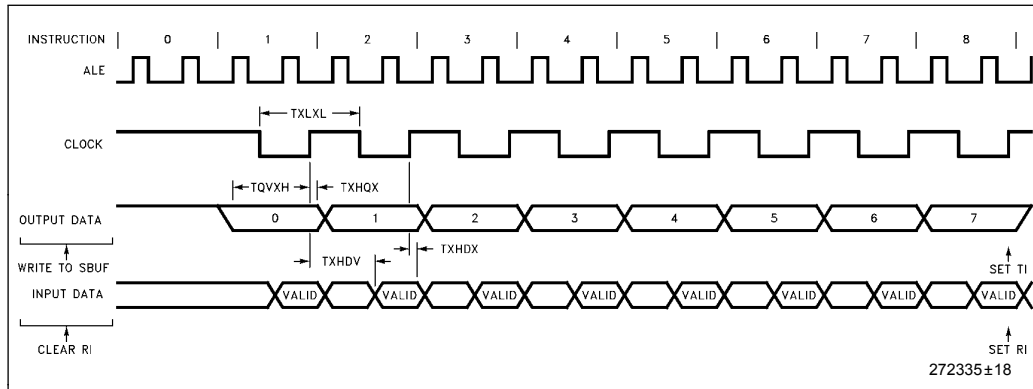 INSTRUCTION | 0 | 1 | 2 | 3 | 4 | 5 | 6 | 7 | 8 |
ALE
TXLXL
CLOCK
TQVXH TXHQX
OUTPUT DATA 0 1 2 3 4 5 6 7
TXHDV TXHDX
WRITE TO SBUF SET TI
INPUT DATA VALID VALID VALID VALID VALID VALID VALID VALID
CLEAR RI SET RI
272335±18